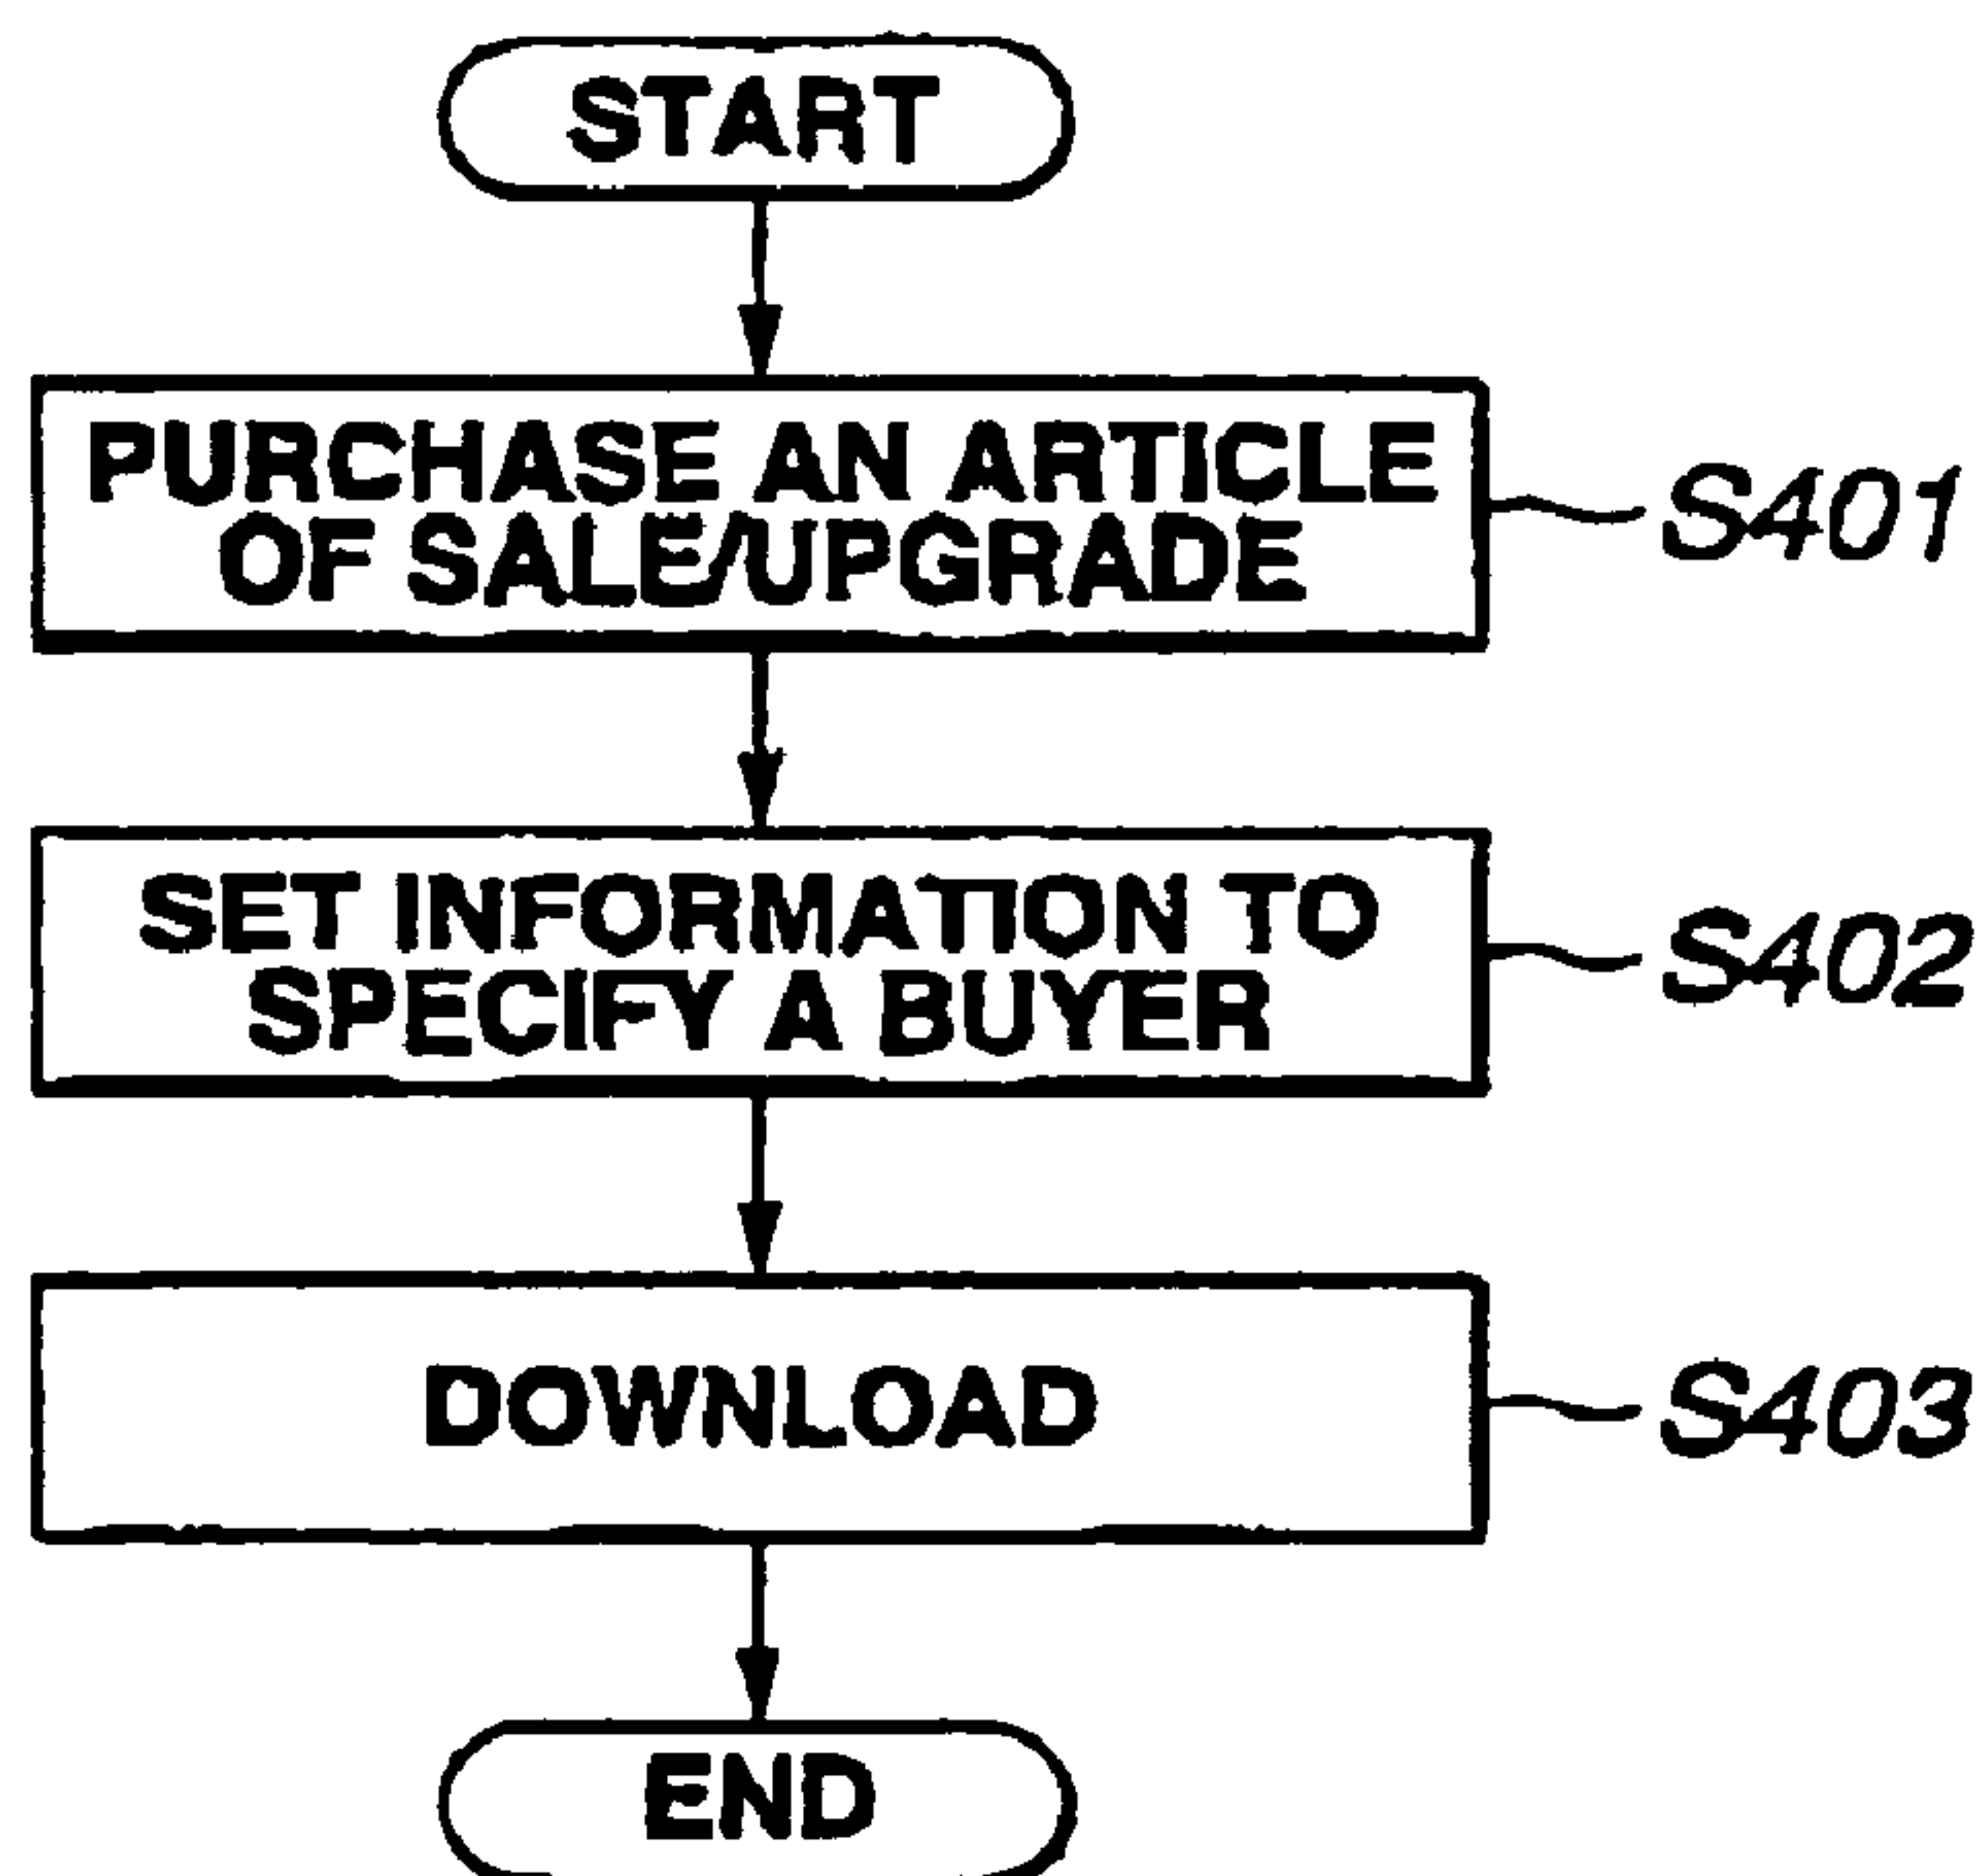 START
PURCHASE AN ARTICLE
OF SALE/UPGRADE
S401
SET INFORMATION TO
SPECIFY A BUYER
S402
DOWNLOAD
S403
END